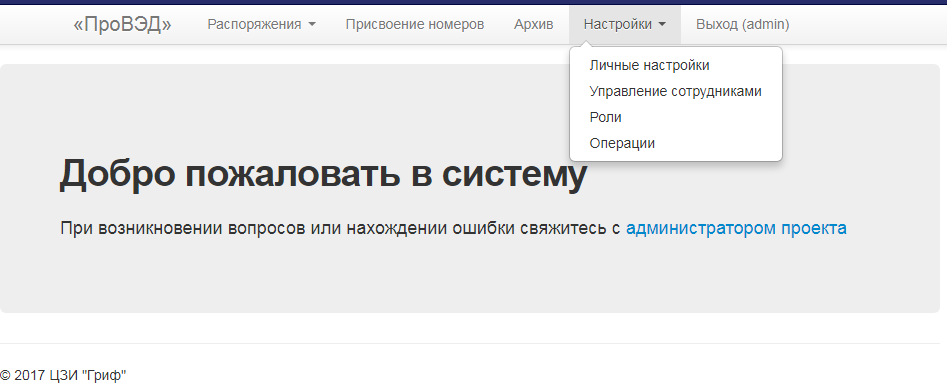 «ПроВЭД» Распоряжения Присвоение номеров Архив Настройки Выход (admin)
Личные настройки
Управление сотрудниками
Роли
Операции
Добро пожаловать в систему
При возникновении вопросов или нахождении ошибки свяжитесь с администратором проекта
© 2017 ЦЗИ "Гриф"